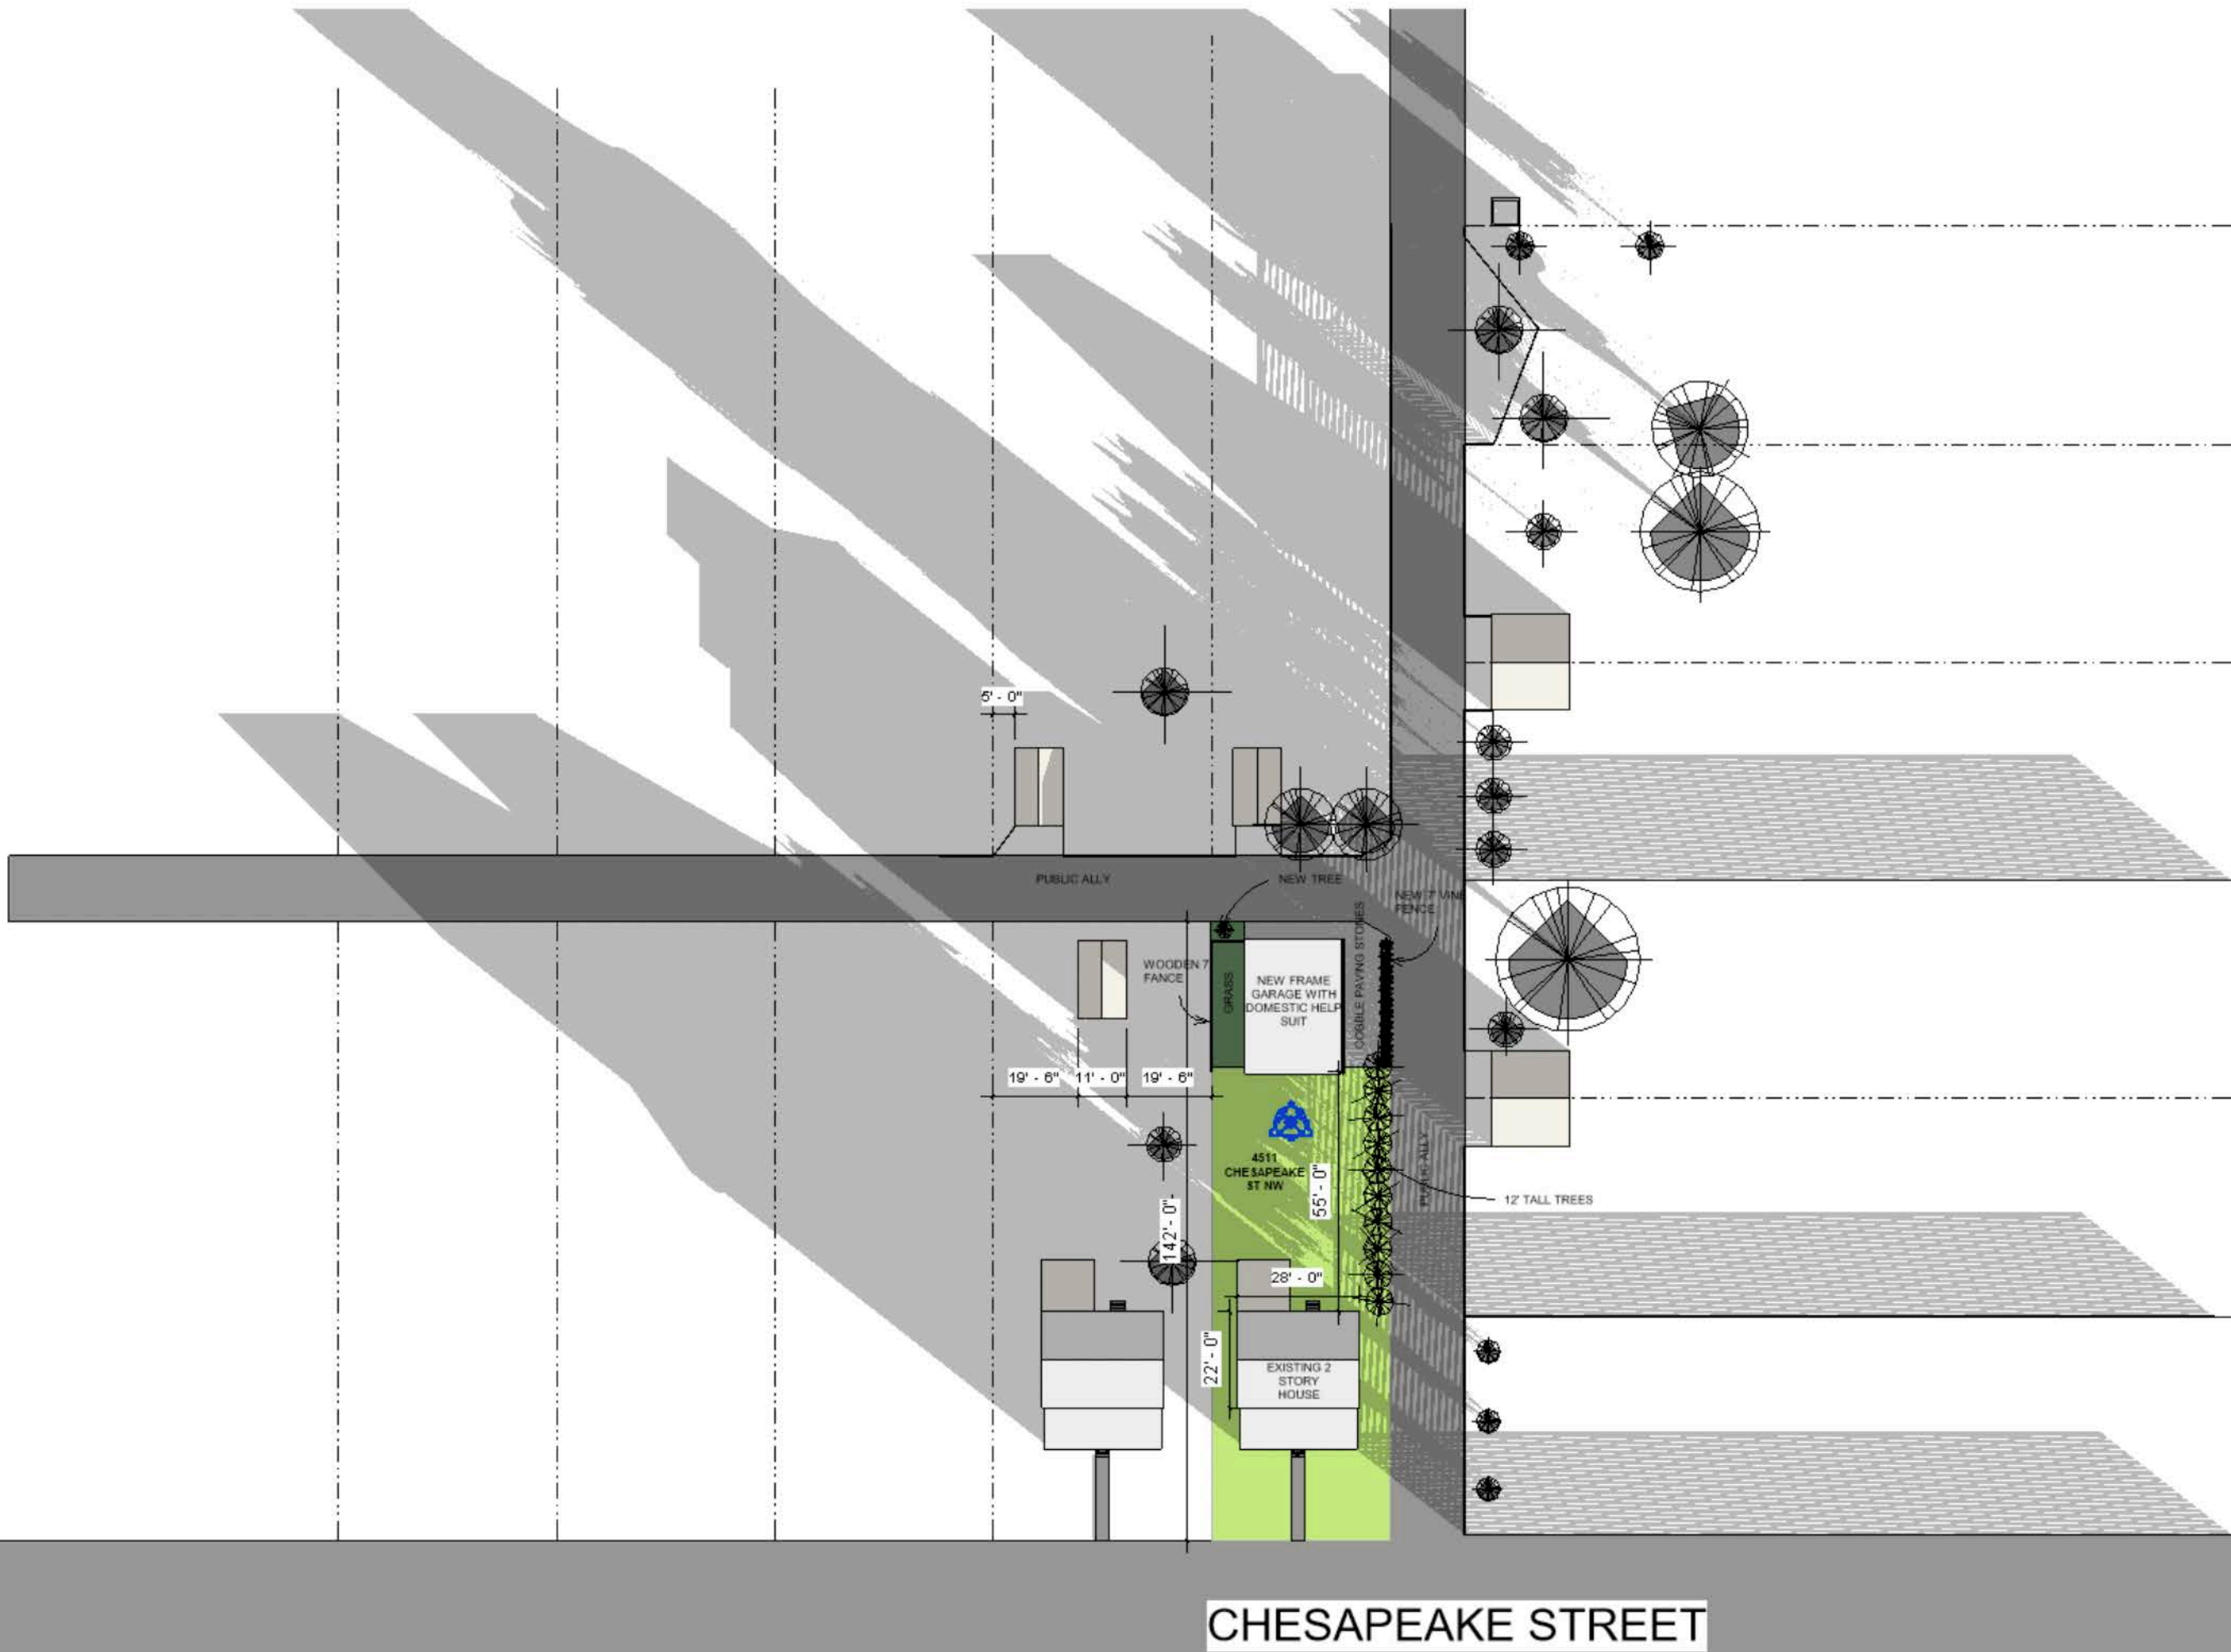 5' - 0"
PUBLIC ALLY
NEW TREE
NEW 7' VINE
FENCE
WOODEN 7'
FANCE
GRASS
NEW FRAME
GARAGE WITH
DOMESTIC HELP
SUIT
COBBLE PAVING STONES
19' - 6"
11' - 0"
19' - 6"
4511
CHESAPEAKE
ST NW
55' - 0"
PUBLIC ALLY
12' TALL TREES
142' - 0"
28' - 0"
22' - 0"
EXISTING 2
STORY
HOUSE
CHESAPEAKE STREET